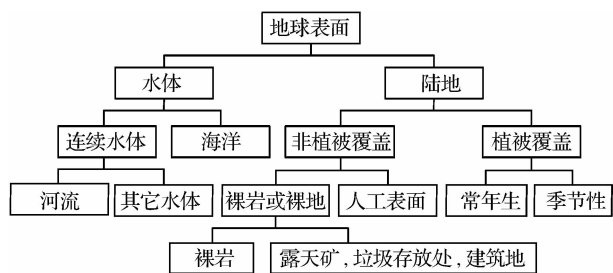 地球表面
水体
陆地
连续水体
海洋
非植被覆盖
植被覆盖
河流
其它水体
裸岩或裸地
人工表面
常年生
季节性
裸岩
露天矿,垃圾存放处,建筑地